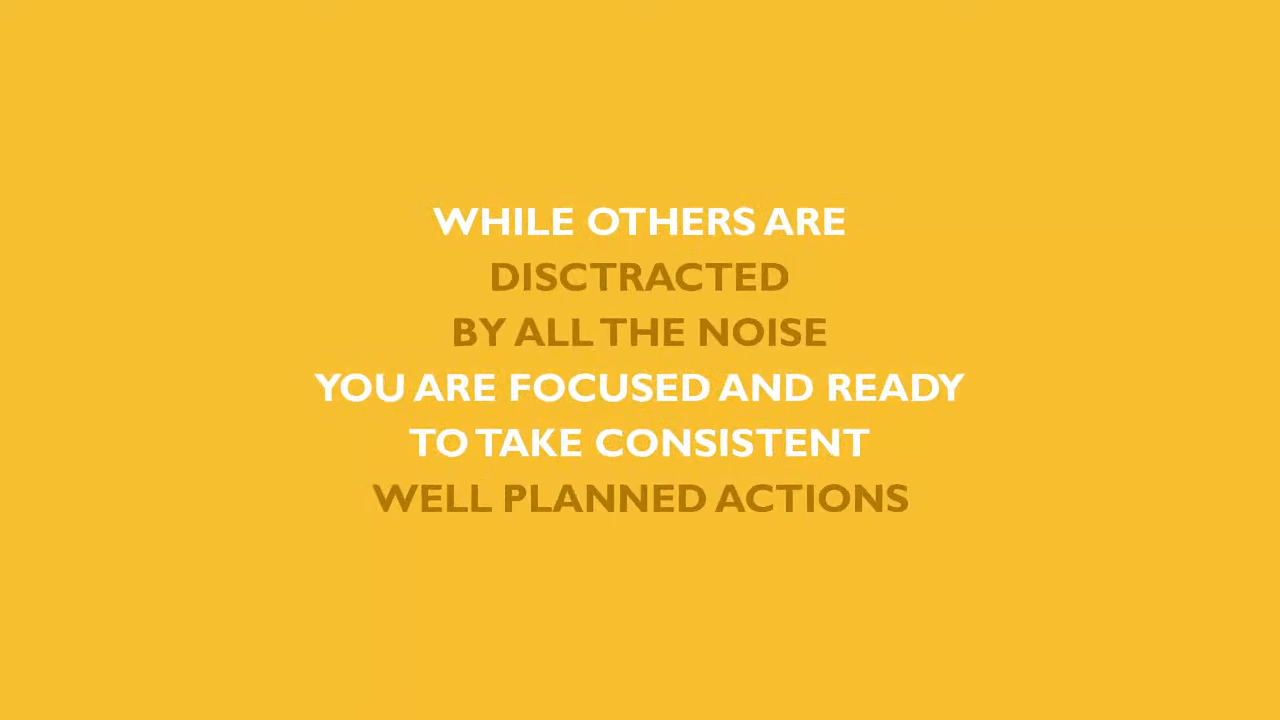 WHILE OTHERS ARE
DISCTRACTED
BY ALL THE NOISE
YOU ARE FOCUSED AND READY
TO TAKE CONSISTENT
WELL PLANNED ACTIONS